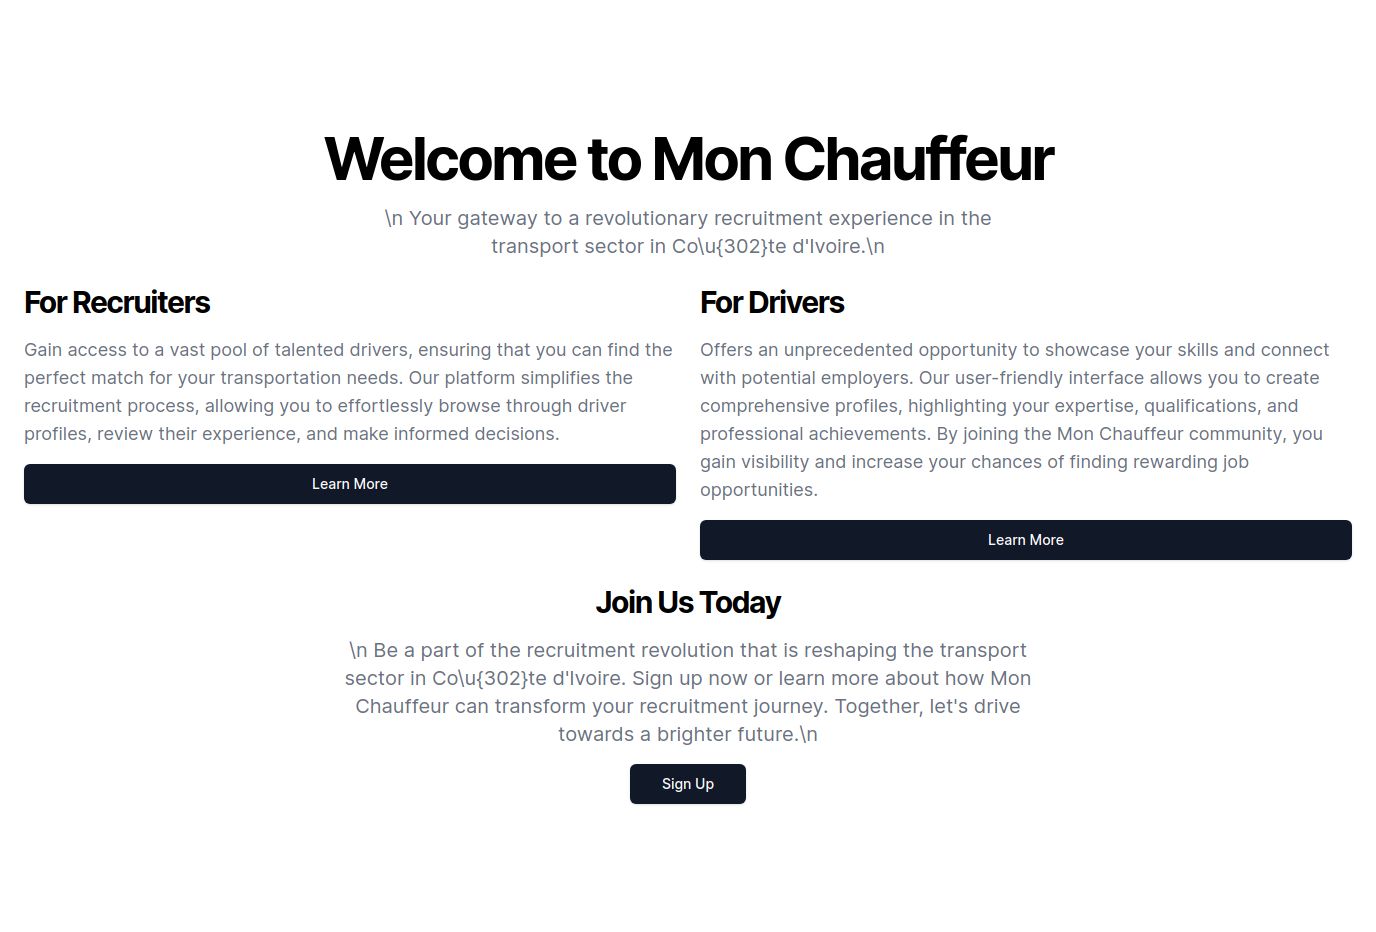 Welcome to Mon Chauffeur
\n Your gateway to a revolutionary recruitment experience in the
transport sector in Co\u{302}te d'Ivoire.\n
For Recruiters
Gain access to a vast pool of talented drivers, ensuring that you can find the
perfect match for your transportation needs. Our platform simplifies the
recruitment process, allowing you to effortlessly browse through driver
profiles, review their experience, and make informed decisions.
Learn More
For Drivers
Offers an unprecedented opportunity to showcase your skills and connect
with potential employers. Our user-friendly interface allows you to create
comprehensive profiles, highlighting your expertise, qualifications, and
professional achievements. By joining the Mon Chauffeur community, you
gain visibility and increase your chances of finding rewarding job
opportunities.
Learn More
Join Us Today
\n Be a part of the recruitment revolution that is reshaping the transport
sector in Co\u{302}te d'Ivoire. Sign up now or learn more about how Mon
Chauffeur can transform your recruitment journey. Together, let's drive
towards a brighter future.\n
Sign Up